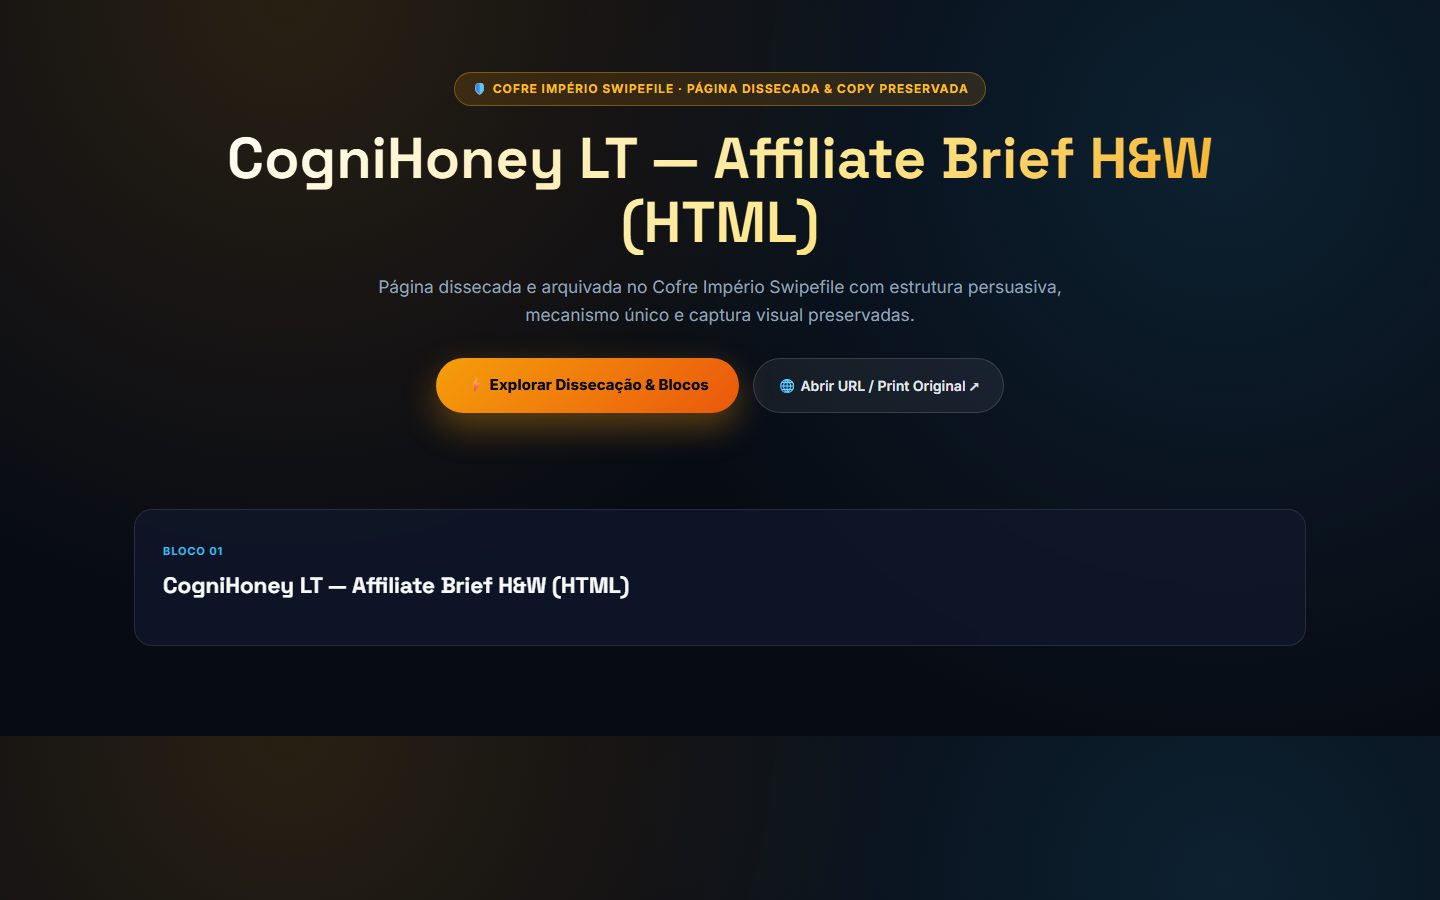 COFRE IMPÉRIO SWIPEFILE · PÁGINA DISSECADA & COPY PRESERVADA
CogniHoney LT — Affiliate Brief H&W
(HTML)
Página dissecada e arquivada no Cofre Império Swipefile com estrutura persuasiva,
mecanismo único e captura visual preservadas.
Explorar Dissecação & Blocos
Abrir URL / Print Original ↗
BLOCO 01
CogniHoney LT — Affiliate Brief H&W (HTML)